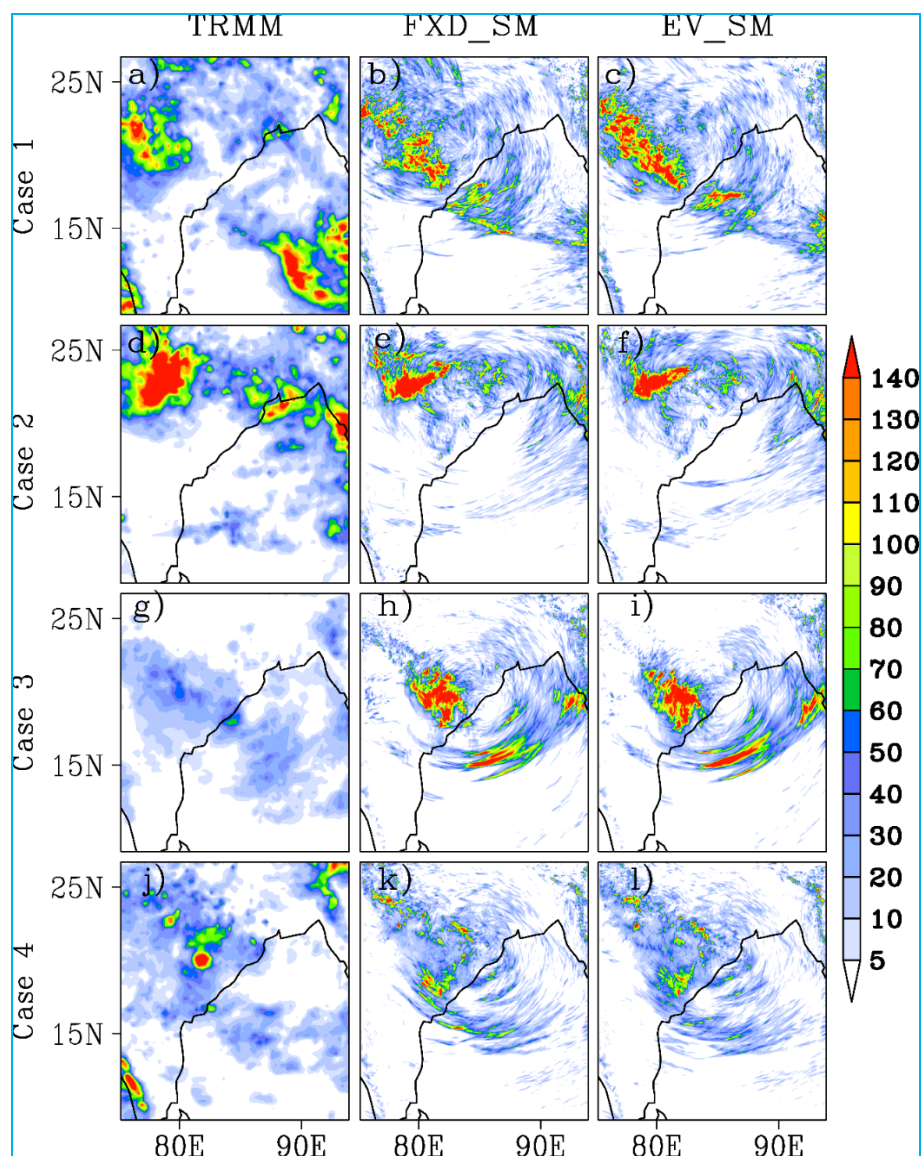 TRMM FXD_SM EV_SM
Case 1
25N
15N
a) b) c)
Case 2
25N
15N
d) e) f)
Case 3
25N
15N
g) h) i)
Case 4
25N
15N
j) k) l)
80E 90E 80E 90E 80E 90E
140
130
120
110
100
90
80
70
60
50
40
30
20
10
5